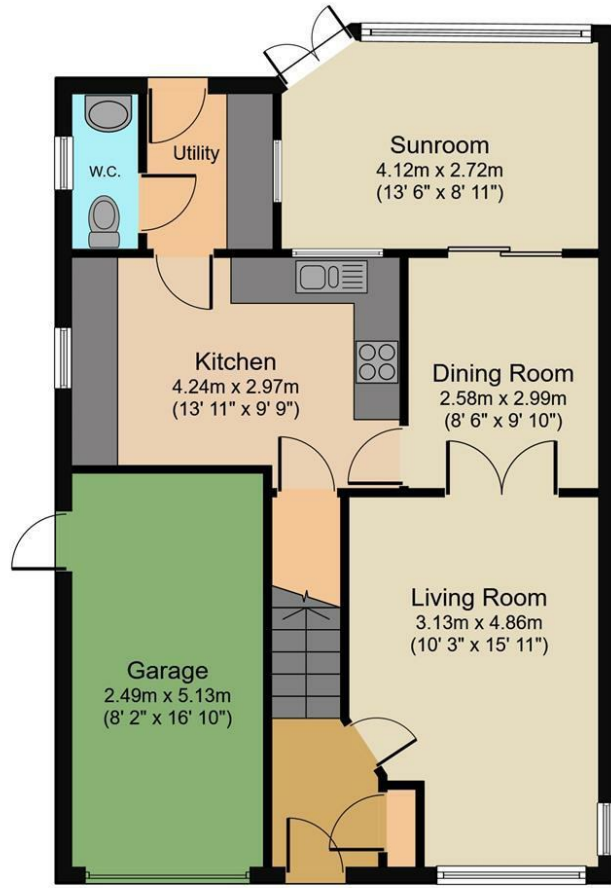 Sunroom
4.12m x 2.72m
(13' 6" x 8' 11")
W.C.
Utility
Kitchen
4.24m x 2.97m
(13' 11" x 9' 9")
Dining Room
2.58m x 2.99m
(8' 6" x 9' 10")
Living Room
3.13m x 4.86m
(10' 3" x 15' 11")
Garage
2.49m x 5.13m
(8' 2" x 16' 10")